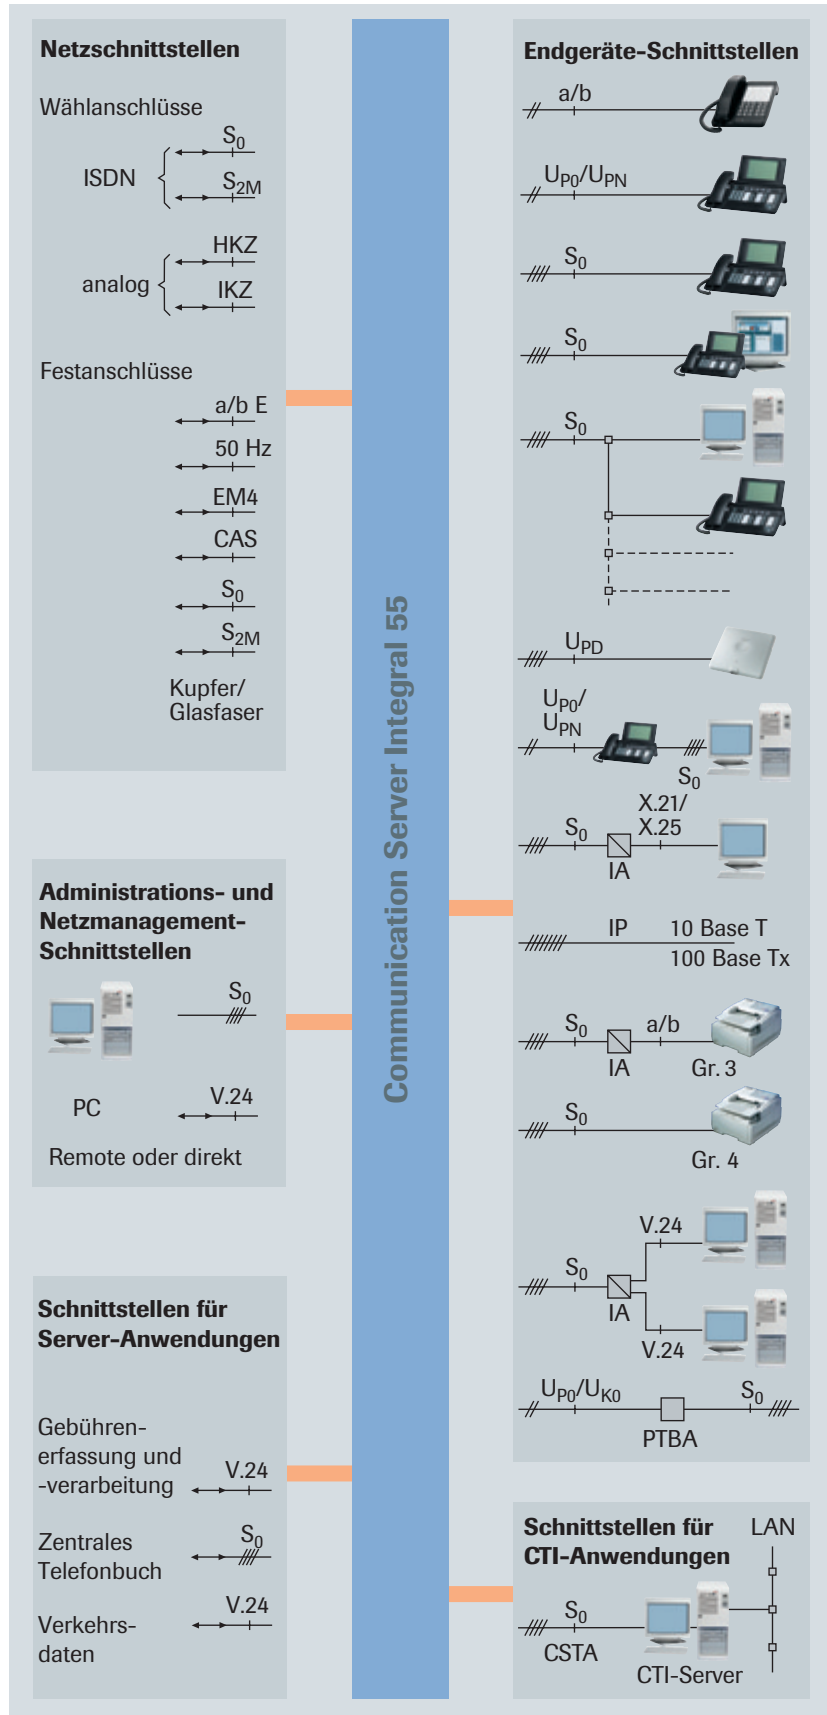 Netzschnittstellen
Wählanschlüsse
S0
ISDN
S2M
HKZ
analog
IKZ
Festanschlüsse
a/b E
50 Hz
EM4
CAS
S0
S2M
Kupfer/
Glasfaser
Administrations- und
Netzmanagement-
Schnittstellen
S0
PC
V.24
Remote oder direkt
Schnittstellen für
Server-Anwendungen
Gebühren-
erfassung und
-verarbeitung
V.24
Zentrales
Telefonbuch
S0
Verkehrs-
daten
V.24
Communication Server Integral 55
Endgeräte-Schnittstellen
a/b
UP0/UPN
S0
S0
S0
UPD
UP0/
UPN
S0
S0
IA
X.21/
X.25
IP
10 Base T
100 Base Tx
S0
IA
a/b
Gr. 3
S0
Gr. 4
S0
IA
V.24
V.24
UP0/UK0
PTBA
S0
Schnittstellen für
CTI-Anwendungen
LAN
S0
CSTA
CTI-Server